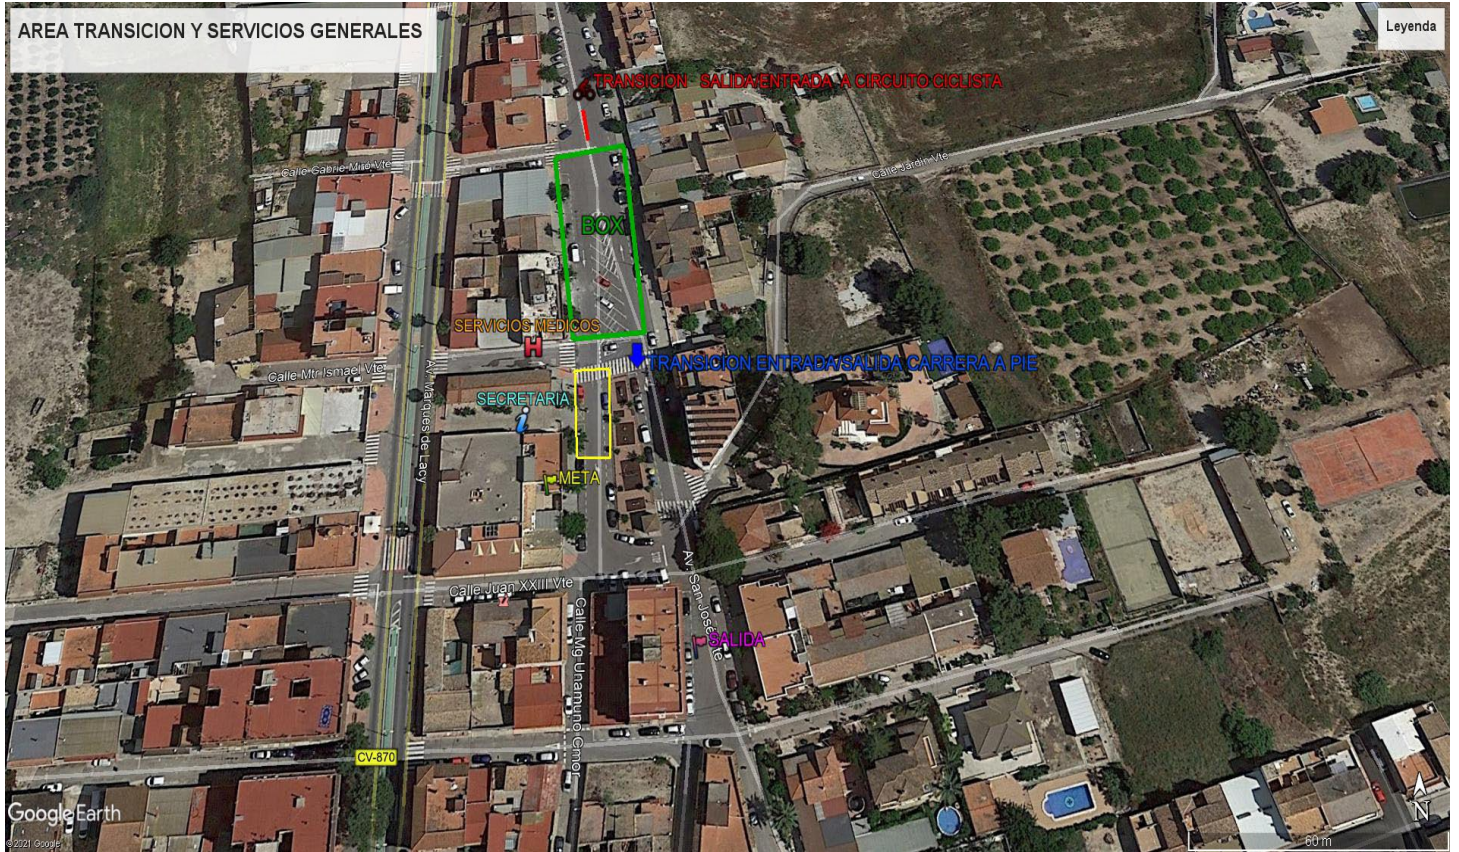 AREA TRANSICION Y SERVICIOS GENERALES
Leyenda
TRANSICION SALIDA/ENTRADA A CIRCUITO CICLISTA
Calle Gabrie Miró Vte
Calle Jardín Vte
BOX
SERVICIOS MEDICOS
H
TRANSICION ENTRADA/SALIDA CARRERA A PIE
Calle Mtr Ismael Vte
Av. Marqués de Lacy
SECRETARIA
i
META
Calle Juan XXIII Vte
Av. San José Vte
SALIDA
Calle Mg Unamuno Cmor
CV-870
Google Earth
©2021 Google
N
60 m